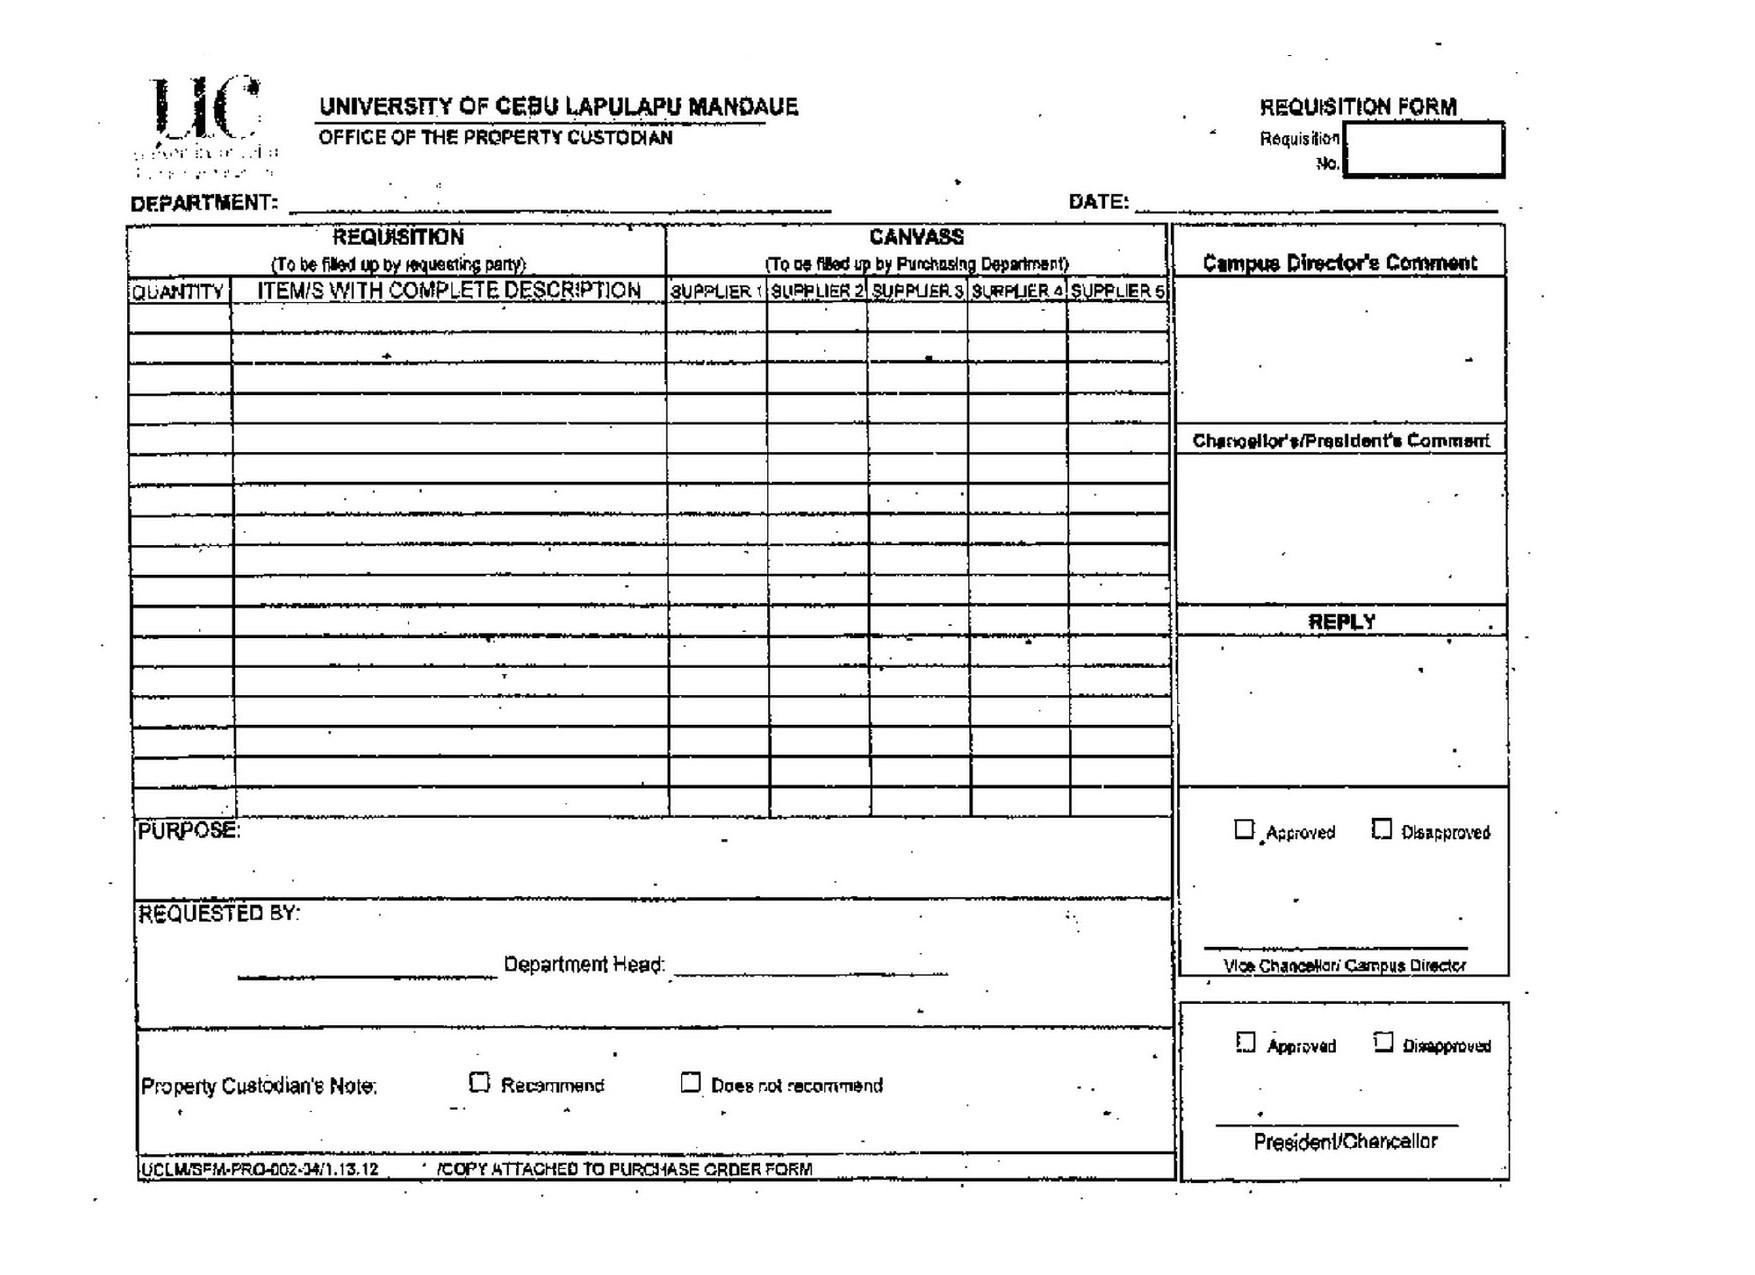 UC
UNIVERSITY OF CEBU LAPULAPU MANDAUE
OFFICE OF THE PROPERTY CUSTODIAN
REQUISITION FORM
Requisition
No.
DEPARTMENT:
DATE:
REQUISITION
(To be filled up by requesting party)
CANVASS
(To be filled up by Purchasing Department)
QUANTITY ITEM/S WITH COMPLETE DESCRIPTION SUPPLIER 1 SUPPLIER 2 SUPPLIER 3 SUPPLIER 4 SUPPLIER 5
Campus Director's Comment
Chancellor's/President's Comment
REPLY
Approved Disapproved
Vice Chancellor/ Campus Director
PURPOSE:
REQUESTED BY:
Department Head:
Property Custodian's Note: Recommend Does not recommend
Approved Disapproved
President/Chancellor
UCLM/SFM-PRO-002-04/1.13.12 /COPY ATTACHED TO PURCHASE ORDER FORM